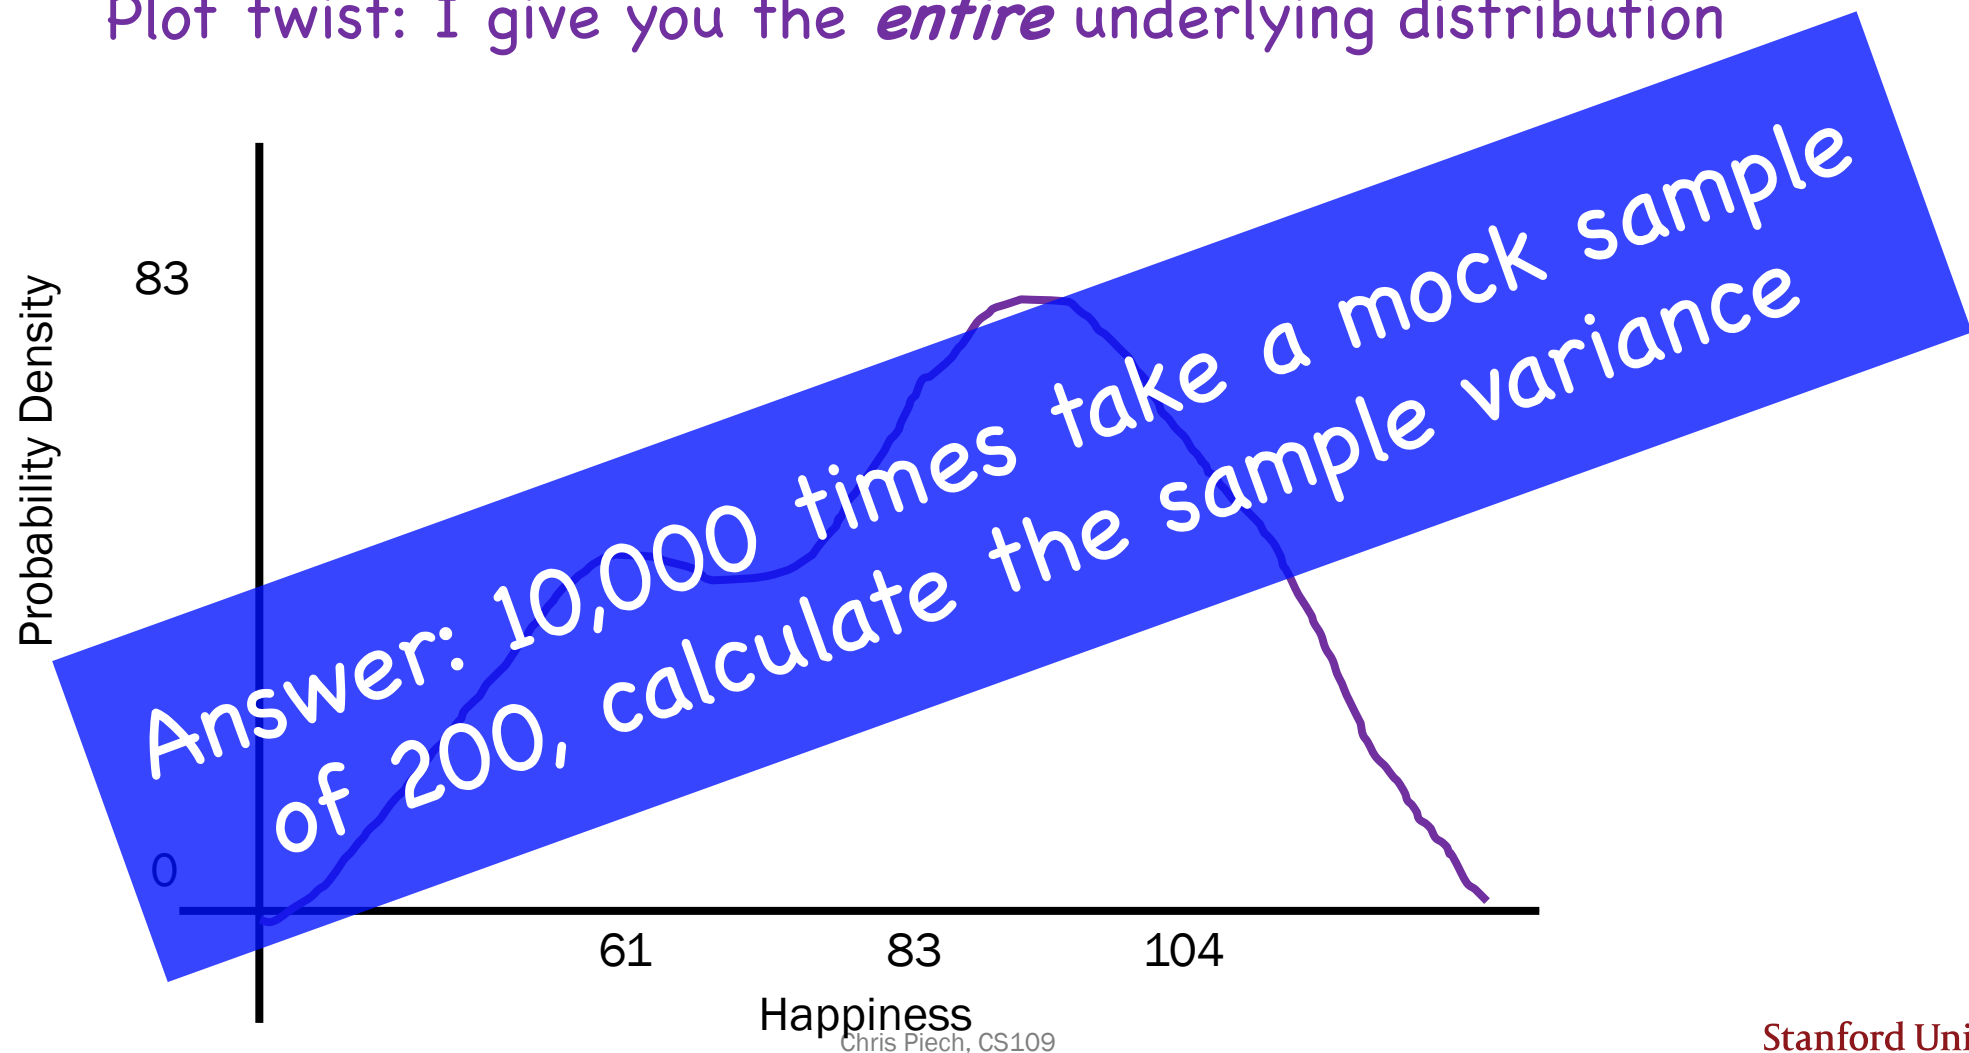 Plot twist: I give you the entire underlying distribution
Probability Density
83
0
Answer: 10,000 times take a mock sample
of 200, calculate the sample variance
61 83 104
Happiness
Chris Piech, CS109
Stanford Uni